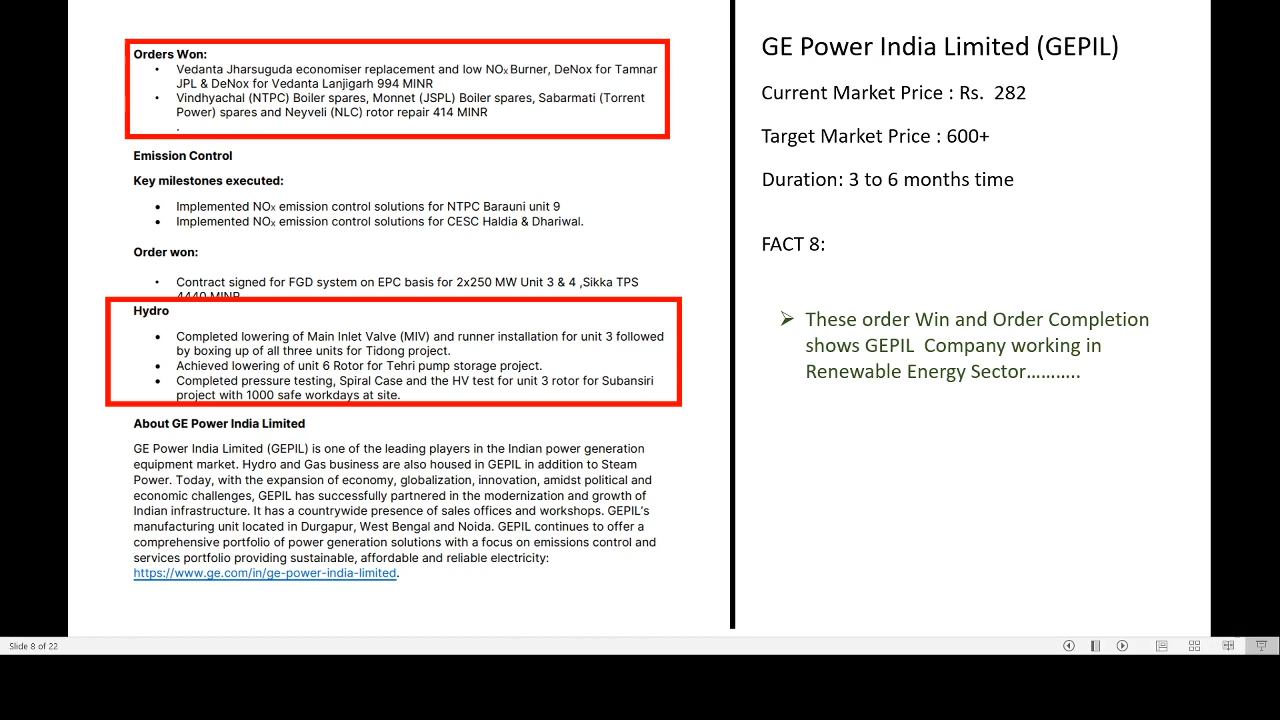 Orders Won:
• Vedanta Jharsuguda economiser replacement and low NOₓ Burner, DeNox for Tamnar
JPL & DeNox for Vedanta Lanjigarh 994 MINR
• Vindhyachal (NTPC) Boiler spares, Monnet (JSPL) Boiler spares, Sabarmati (Torrent
Power) spares and Neyveli (NLC) rotor repair 414 MINR
.
Emission Control
Key milestones executed:
• Implemented NOₓ emission control solutions for NTPC Barauni unit 9
• Implemented NOₓ emission control solutions for CESC Haldia & Dhariwal.
Order won:
• Contract signed for FGD system on EPC basis for 2x250 MW Unit 3 & 4 ,Sikka TPS
4440 MINR
Hydro
• Completed lowering of Main Inlet Valve (MIV) and runner installation for unit 3 followed
by boxing up of all three units for Tidong project.
• Achieved lowering of unit 6 Rotor for Tehri pump storage project.
• Completed pressure testing, Spiral Case and the HV test for unit 3 rotor for Subansiri
project with 1000 safe workdays at site.
About GE Power India Limited
GE Power India Limited (GEPIL) is one of the leading players in the Indian power generation
equipment market. Hydro and Gas business are also housed in GEPIL in addition to Steam
Power. Today, with the expansion of economy, globalization, innovation, amidst political and
economic challenges, GEPIL has successfully partnered in the modernization and growth of
Indian infrastructure. It has a countrywide presence of sales offices and workshops. GEPIL's
manufacturing unit located in Durgapur, West Bengal and Noida. GEPIL continues to offer a
comprehensive portfolio of power generation solutions with a focus on emissions control and
services portfolio providing sustainable, affordable and reliable electricity:
https://www.ge.com/in/ge-power-india-limited.
GE Power India Limited (GEPIL)
Current Market Price : Rs. 282
Target Market Price : 600+
Duration: 3 to 6 months time
FACT 8:
➢ These order Win and Order Completion
shows GEPIL Company working in
Renewable Energy Sector...........
Slide 8 of 22